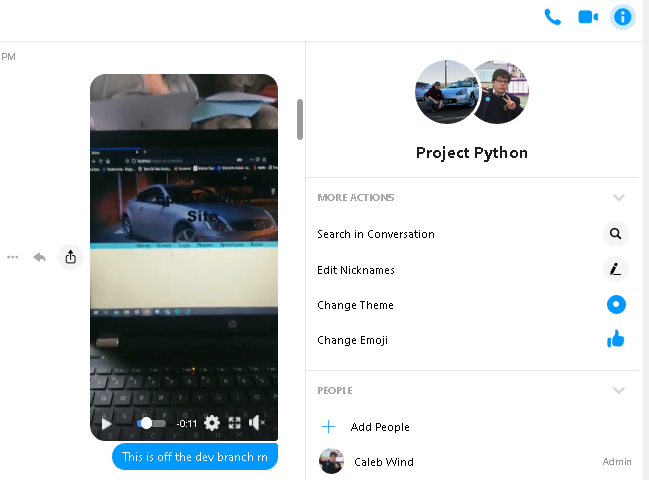 PM
Site
-0:11
This is off the dev branch rn
Project Python
MORE ACTIONS
Search in Conversation
Edit Nicknames
Change Theme
Change Emoji
PEOPLE
Add People
Caleb Wind
Admin